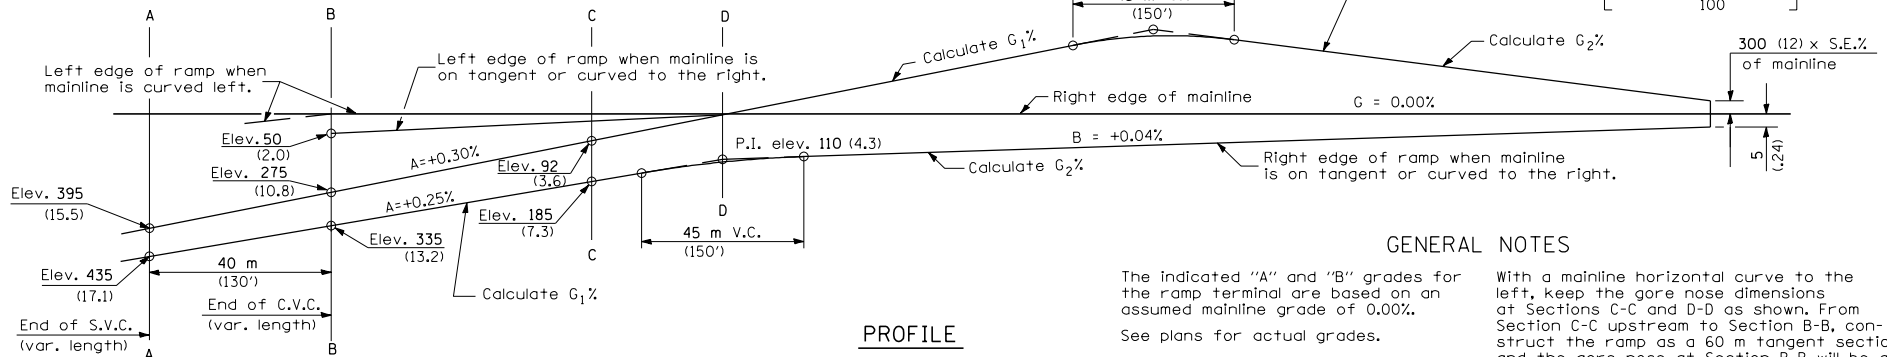 A
B
C
D
(150')
100
Left edge of ramp when
mainline is curved left.
Left edge of ramp when mainline is
on tangent or curved to the right.
Calculate G1%
Calculate G2%
300 (12) x S.E.%
of mainline
Right edge of mainline
G = 0.00%
Elev. 50
(2.0)
A=+0.30%
Elev. 92
(3.6)
P.I. elev. 110 (4.3)
B = +0.04%
Calculate G2%
Right edge of ramp when mainline
is on tangent or curved to the right.
5
(.24)
Elev. 275
(10.8)
Elev. 395
(15.5)
A=+0.25%
Elev. 185
(7.3)
D
45 m V.C.
(150')
Elev. 335
(13.2)
C
Elev. 435
(17.1)
40 m
(130')
Calculate G1%
End of C.V.C.
(var. length)
End of S.V.C.
(var. length)
A
B
PROFILE
GENERAL NOTES
The indicated "A" and "B" grades for
the ramp terminal are based on an
assumed mainline grade of 0.00%.
See plans for actual grades.
With a mainline horizontal curve to the
left, keep the gore nose dimensions
at Sections C-C and D-D as shown. From
Section C-C upstream to Section B-B, con-
struct the ramp as a 60 m tangent sectio